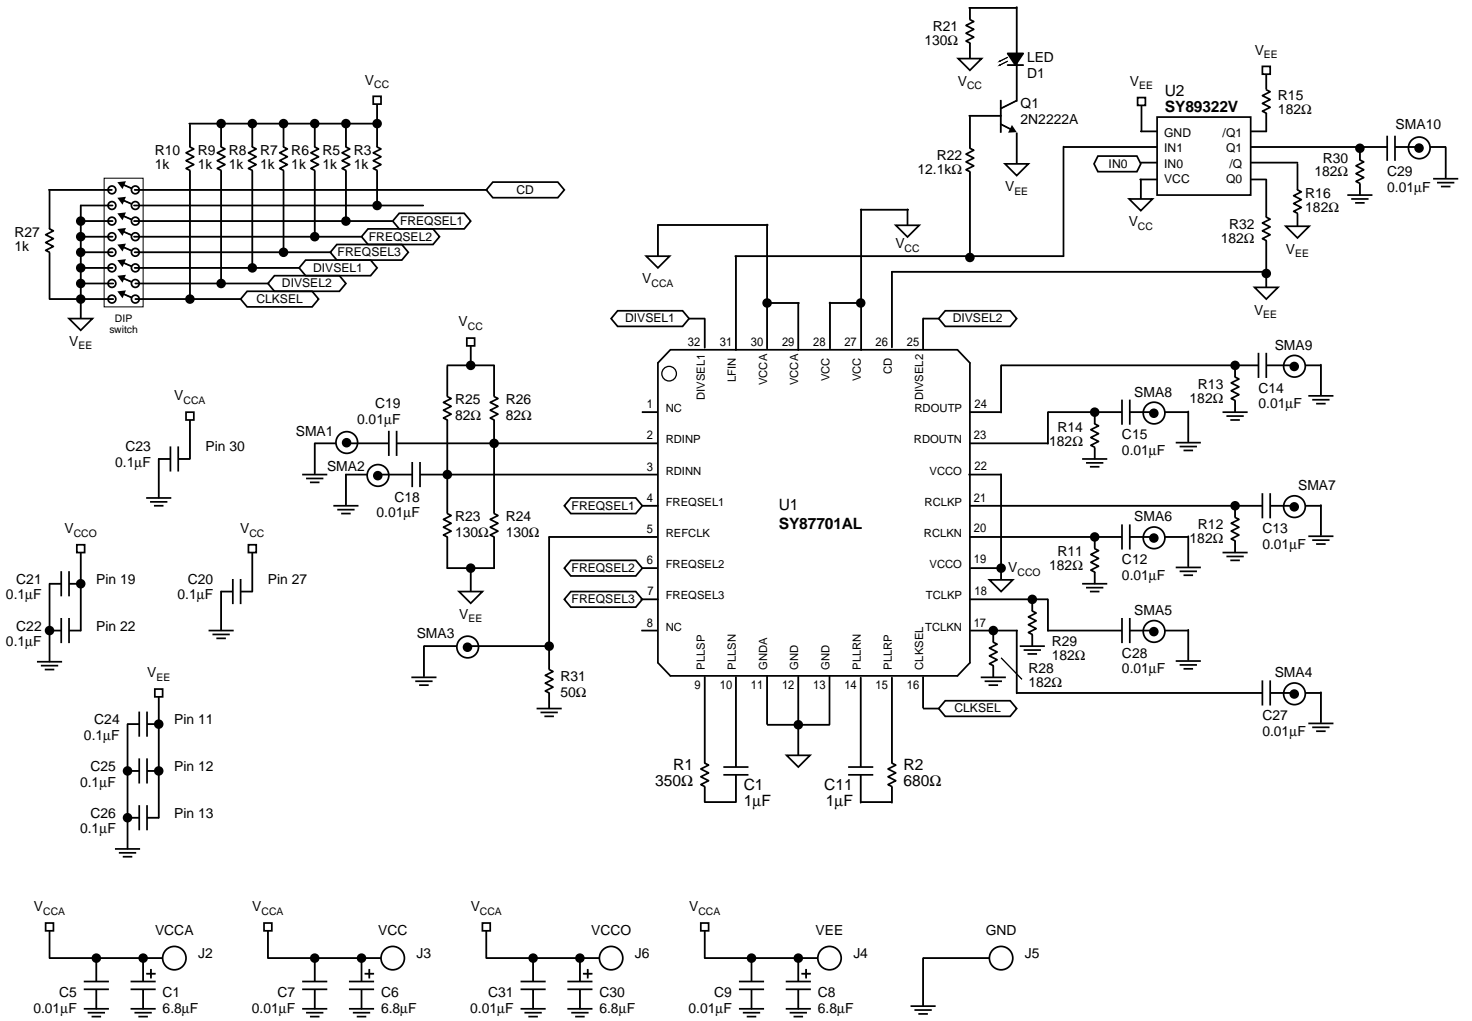 R21
130Ω
VCC
LED
D1
Q1
2N2222A
R22
12.1kΩ
VEE
VEE
U2
SY89322V
GND
IN1
IN0
VCC
/Q1
Q1
/Q
Q0
IN0
VCC
VEE
R15
182Ω
SMA10
R30
182Ω
C29
0.01µF
R16
182Ω
VEE
R32
182Ω
VEE
VCC
R10
1k
R9
1k
R8
1k
R7
1k
R6
1k
R5
1k
R3
1k
CD
FREQSEL1
FREQSEL2
FREQSEL3
DIVSEL1
DIVSEL2
CLKSEL
R27
1k
DIP
switch
VEE
VCCA
VCC
DIVSEL1
DIVSEL2
32
31
30
29
28
27
26
25
DIVSEL1
LFIN
VCCA
VCCA
VCC
VCC
CD
DIVSEL2
VCC
R25
82Ω
R26
82Ω
C19
0.01µF
SMA1
SMA2
C18
0.01µF
R23
130Ω
R24
130Ω
VEE
FREQSEL1
FREQSEL2
FREQSEL3
SMA3
R31
50Ω
1
NC
2
RDINP
3
RDINN
4
FREQSEL1
5
REFCLK
6
FREQSEL2
7
FREQSEL3
8
NC
U1
SY87701AL
RDOUTP
24
RDOUTN
23
VCCO
22
RCLKP
21
RCLKN
20
VCCO
19
TCLKP
18
TCLKN
17
PLLSP
PLLSN
GNDA
GND
GND
PLLRN
PLLRP
CLKSEL
9
10
11
12
13
14
15
16
CLKSEL
R1
350Ω
C1
1µF
C11
1µF
R2
680Ω
VCCO
SMA9
R13
182Ω
C14
0.01µF
SMA8
R14
182Ω
C15
0.01µF
SMA7
R12
182Ω
C13
0.01µF
SMA6
R11
182Ω
C12
0.01µF
SMA5
R29
182Ω
C28
0.01µF
R28
182Ω
SMA4
C27
0.01µF
VCCA
C23
0.1µF
Pin 30
VCCO
C21
0.1µF
Pin 19
C22
0.1µF
Pin 22
VCC
C20
0.1µF
Pin 27
VEE
C24
0.1µF
Pin 11
C25
0.1µF
Pin 12
C26
0.1µF
Pin 13
VCCA
VCCA
J2
C5
0.01µF
C1
6.8µF
VCCA
VCC
J3
C7
0.01µF
C6
6.8µF
VCCA
VCCO
J6
C31
0.01µF
C30
6.8µF
VCCA
VEE
J4
C9
0.01µF
C8
6.8µF
GND
J5